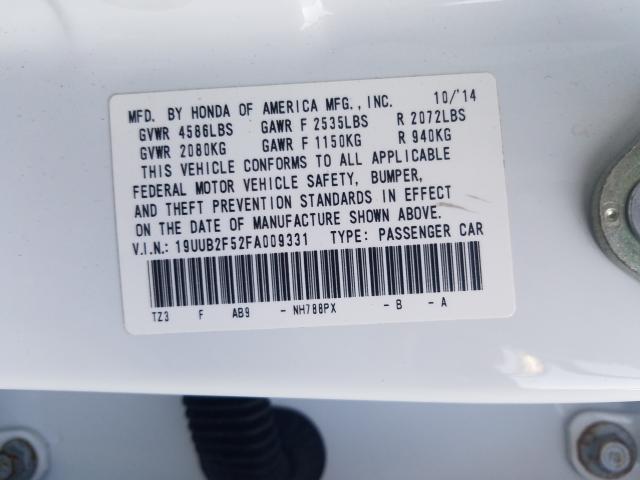 MFD. BY HONDA OF AMERICA MFG., INC. 10/'14
GVWR 4586LBS GAWR F 2535LBS R 2072LBS
GVWR 2080KG GAWR F 1150KG R 940KG
THIS VEHICLE CONFORMS TO ALL APPLICABLE
FEDERAL MOTOR VEHICLE SAFETY, BUMPER,
AND THEFT PREVENTION STANDARDS IN EFFECT
ON THE DATE OF MANUFACTURE SHOWN ABOVE.
V.I.N.: 19UUB2F52FA009331 TYPE: PASSENGER CAR
TZ3 F AB9 - NH788PX - B - A